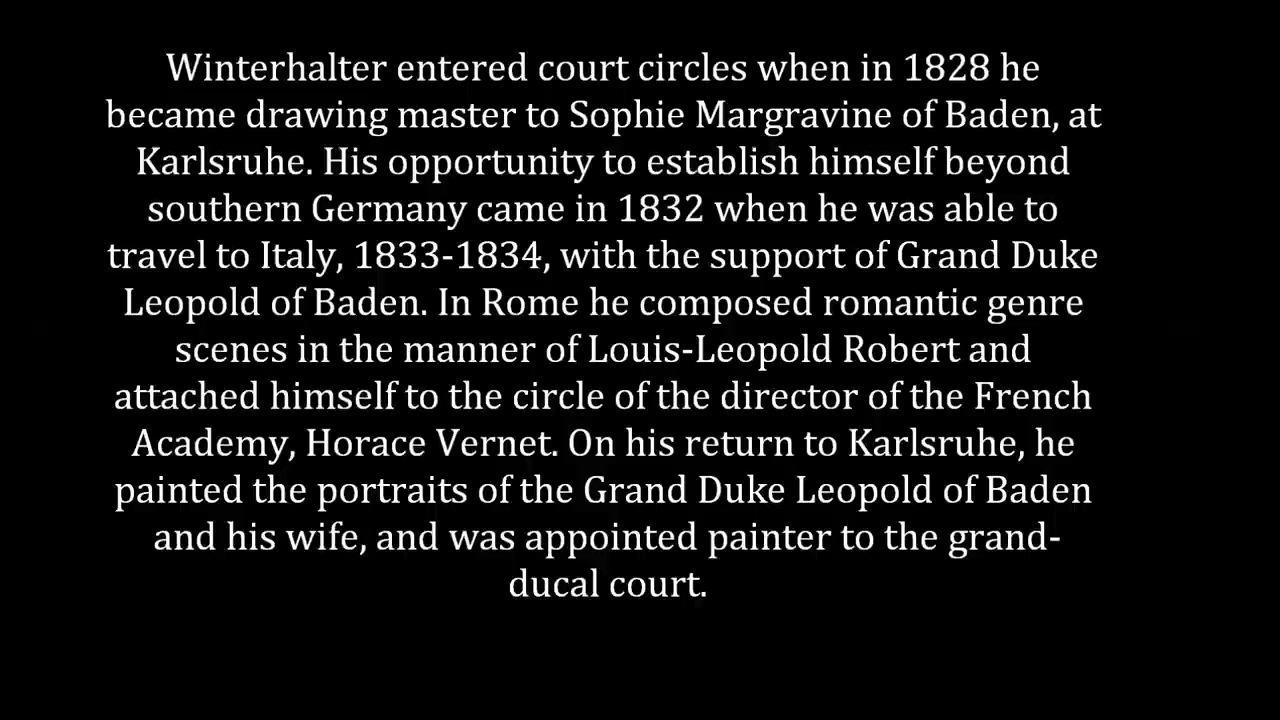 Winterhalter entered court circles when in 1828 he
became drawing master to Sophie Margravine of Baden, at
Karlsruhe. His opportunity to establish himself beyond
southern Germany came in 1832 when he was able to
travel to Italy, 1833-1834, with the support of Grand Duke
Leopold of Baden. In Rome he composed romantic genre
scenes in the manner of Louis-Leopold Robert and
attached himself to the circle of the director of the French
Academy, Horace Vernet. On his return to Karlsruhe, he
painted the portraits of the Grand Duke Leopold of Baden
and his wife, and was appointed painter to the grand-
ducal court.